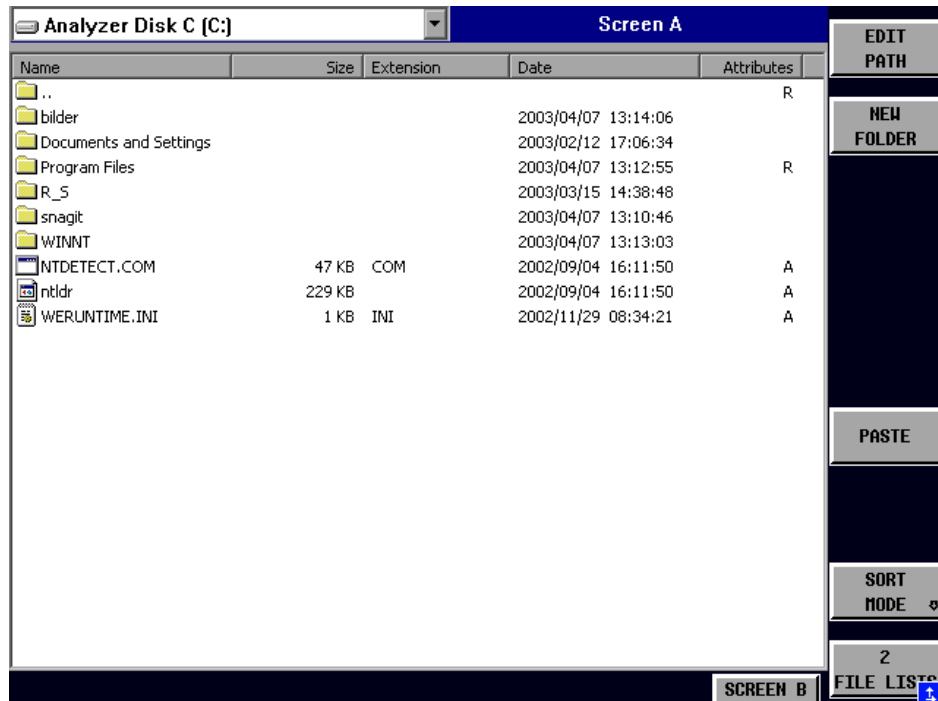 Analyzer Disk C (C:) Screen A
EDIT
PATH
Name Size Extension Date Attributes
.. R
NEW
FOLDER
bilder 2003/04/07 13:14:06
Documents and Settings 2003/02/12 17:06:34
Program Files 2003/04/07 13:12:55 R
R_S 2003/03/15 14:38:48
snagit 2003/04/07 13:10:46
WINNT 2003/04/07 13:13:03
NTDETECT.COM 47 KB COM 2002/09/04 16:11:50 A
ntldr 229 KB 2002/09/04 16:11:50 A
WERUNTIME.INI 1 KB INI 2002/11/29 08:34:21 A
PASTE
SORT
MODE
2
FILE LISTS
SCREEN B